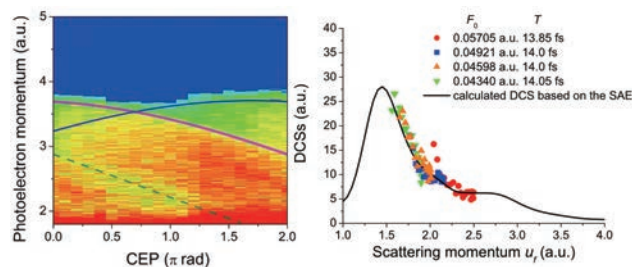 Photoelectron momentum (a.u.)
5
4
3
2
0.0 0.5 1.0 1.5 2.0
CEP (π rad)
DCSs (a.u.)
40
35
30
25
20
15
10
5
0
F₀ T
0.05705 a.u. 13.85 fs
0.04921 a.u. 14.0 fs
0.04598 a.u. 14.0 fs
0.04340 a.u. 14.05 fs
calculated DCS based on the SAE
1.0 1.5 2.0 2.5 3.0 3.5 4.0
Scattering momentum uᵣ (a.u.)